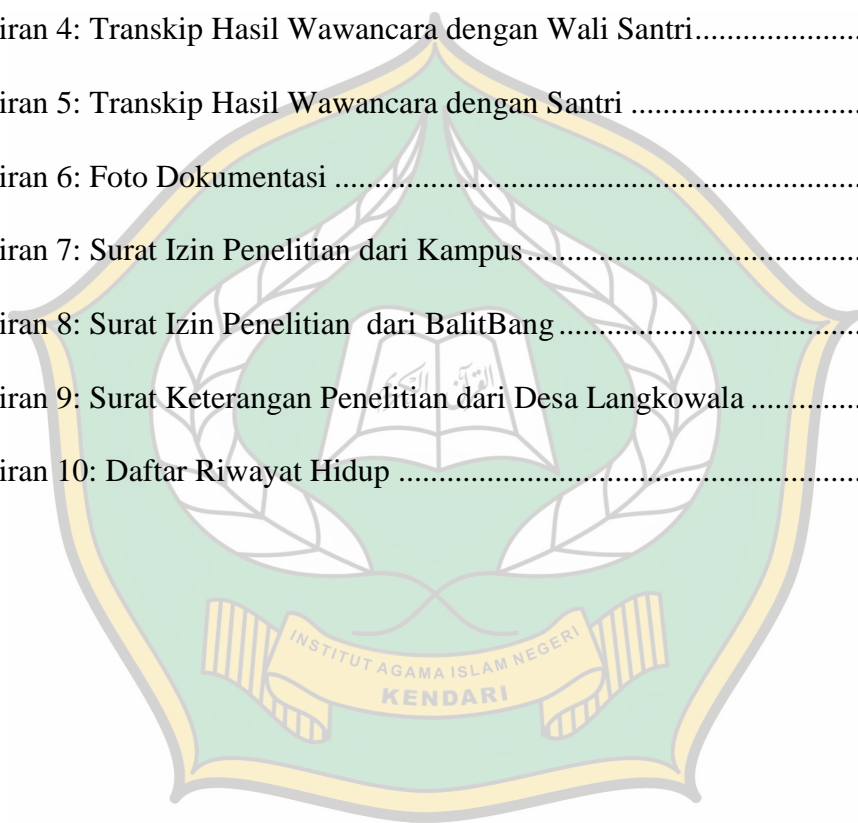 iran 4: Transkip Hasil Wawancara dengan Wali Santri.....................
iran 5: Transkip Hasil Wawancara dengan Santri .............................
iran 6: Foto Dokumentasi ..................................................................
iran 7: Surat Izin Penelitian dari Kampus..........................................
iran 8: Surat Izin Penelitian  dari BalitBang......................................
iran 9: Surat Keterangan Penelitian dari Desa Langkowala ..............
القرآن الكريم
iran 10: Daftar Riwayat Hidup ..........................................................
INSTITUT AGAMA ISLAM NEGERI
KENDARI